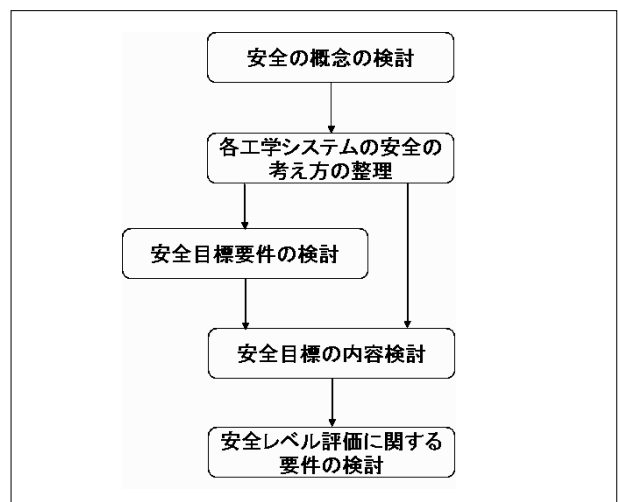 安全の概念の検討
各工学システムの安全の
考え方の整理
安全目標要件の検討
安全目標の内容検討
安全レベル評価に関する
要件の検討